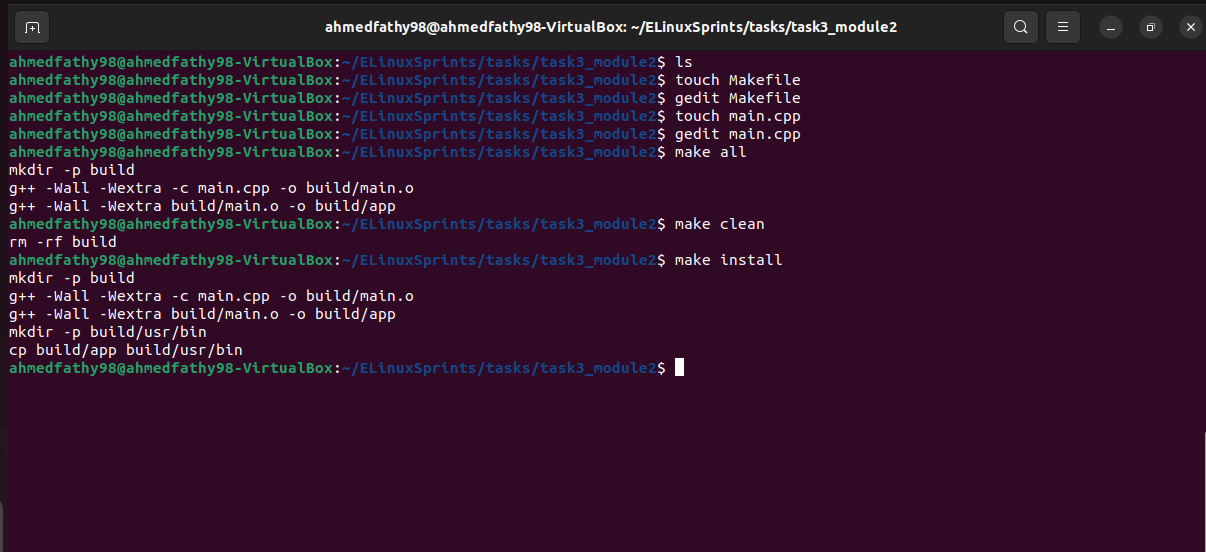 ahmedfathy98@ahmedfathy98-VirtualBox: ~/ELinuxSprints/tasks/task3_module2
ahmedfathy98@ahmedfathy98-VirtualBox:~/ELinuxSprints/tasks/task3_module2$ ls
ahmedfathy98@ahmedfathy98-VirtualBox:~/ELinuxSprints/tasks/task3_module2$ touch Makefile
ahmedfathy98@ahmedfathy98-VirtualBox:~/ELinuxSprints/tasks/task3_module2$ gedit Makefile
ahmedfathy98@ahmedfathy98-VirtualBox:~/ELinuxSprints/tasks/task3_module2$ touch main.cpp
ahmedfathy98@ahmedfathy98-VirtualBox:~/ELinuxSprints/tasks/task3_module2$ gedit main.cpp
ahmedfathy98@ahmedfathy98-VirtualBox:~/ELinuxSprints/tasks/task3_module2$ make all
mkdir -p build
g++ -Wall -Wextra -c main.cpp -o build/main.o
g++ -Wall -Wextra build/main.o -o build/app
ahmedfathy98@ahmedfathy98-VirtualBox:~/ELinuxSprints/tasks/task3_module2$ make clean
rm -rf build
ahmedfathy98@ahmedfathy98-VirtualBox:~/ELinuxSprints/tasks/task3_module2$ make install
mkdir -p build
g++ -Wall -Wextra -c main.cpp -o build/main.o
g++ -Wall -Wextra build/main.o -o build/app
mkdir -p build/usr/bin
cp build/app build/usr/bin
ahmedfathy98@ahmedfathy98-VirtualBox:~/ELinuxSprints/tasks/task3_module2$